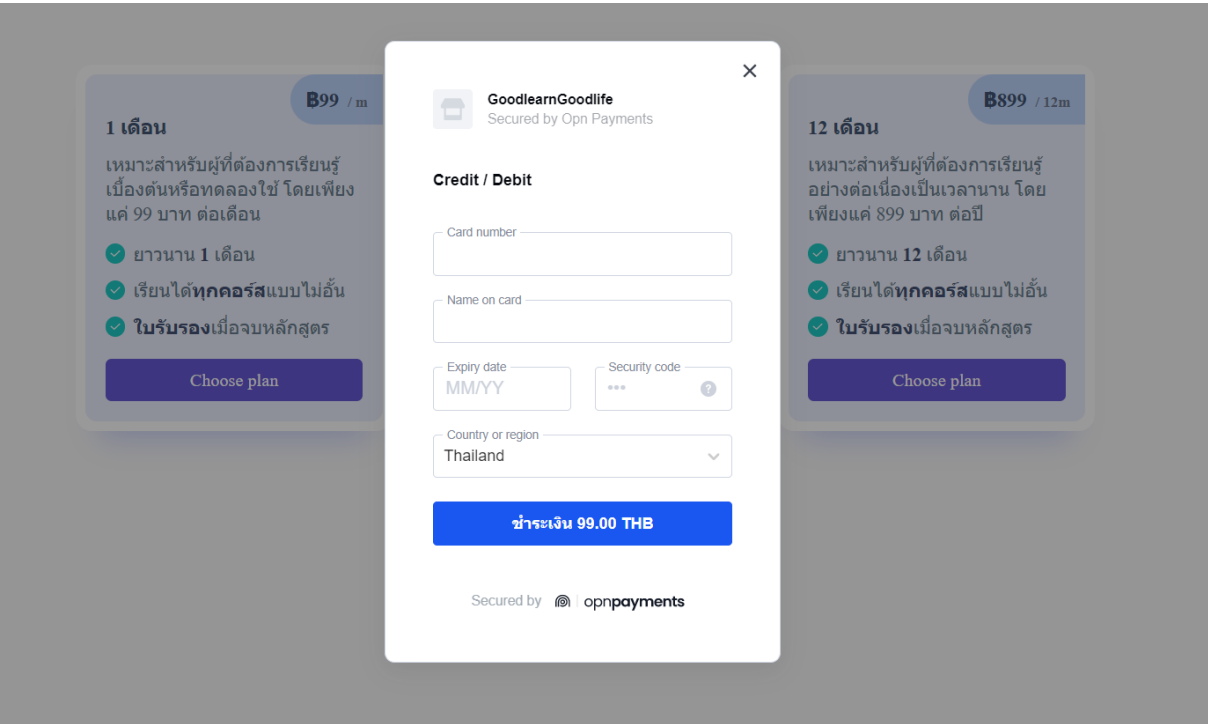 ฿99 / m
1 เดือน
เหมาะสำหรับผู้ที่ต้องการเรียนรู้
เบื้องต้นหรือทดลองใช้ โดยเพียง
แค่ 99 บาท ต่อเดือน
ยาวนาน 1 เดือน
เรียนได้ทุกคอร์สแบบไม่อั้น
ใบรับรองเมื่อจบหลักสูตร
Choose plan
GoodlearnGoodlife
Secured by Opn Payments
Credit / Debit
Card number
Name on card
Expiry date
MM/YY
Security code
•••
?
Country or region
Thailand
ชำระเงิน 99.00 THB
Secured by opnpayments
฿899 / 12m
12 เดือน
เหมาะสำหรับผู้ที่ต้องการเรียนรู้
อย่างต่อเนื่องเป็นเวลานาน โดย
เพียงแค่ 899 บาท ต่อปี
ยาวนาน 12 เดือน
เรียนได้ทุกคอร์สแบบไม่อั้น
ใบรับรองเมื่อจบหลักสูตร
Choose plan